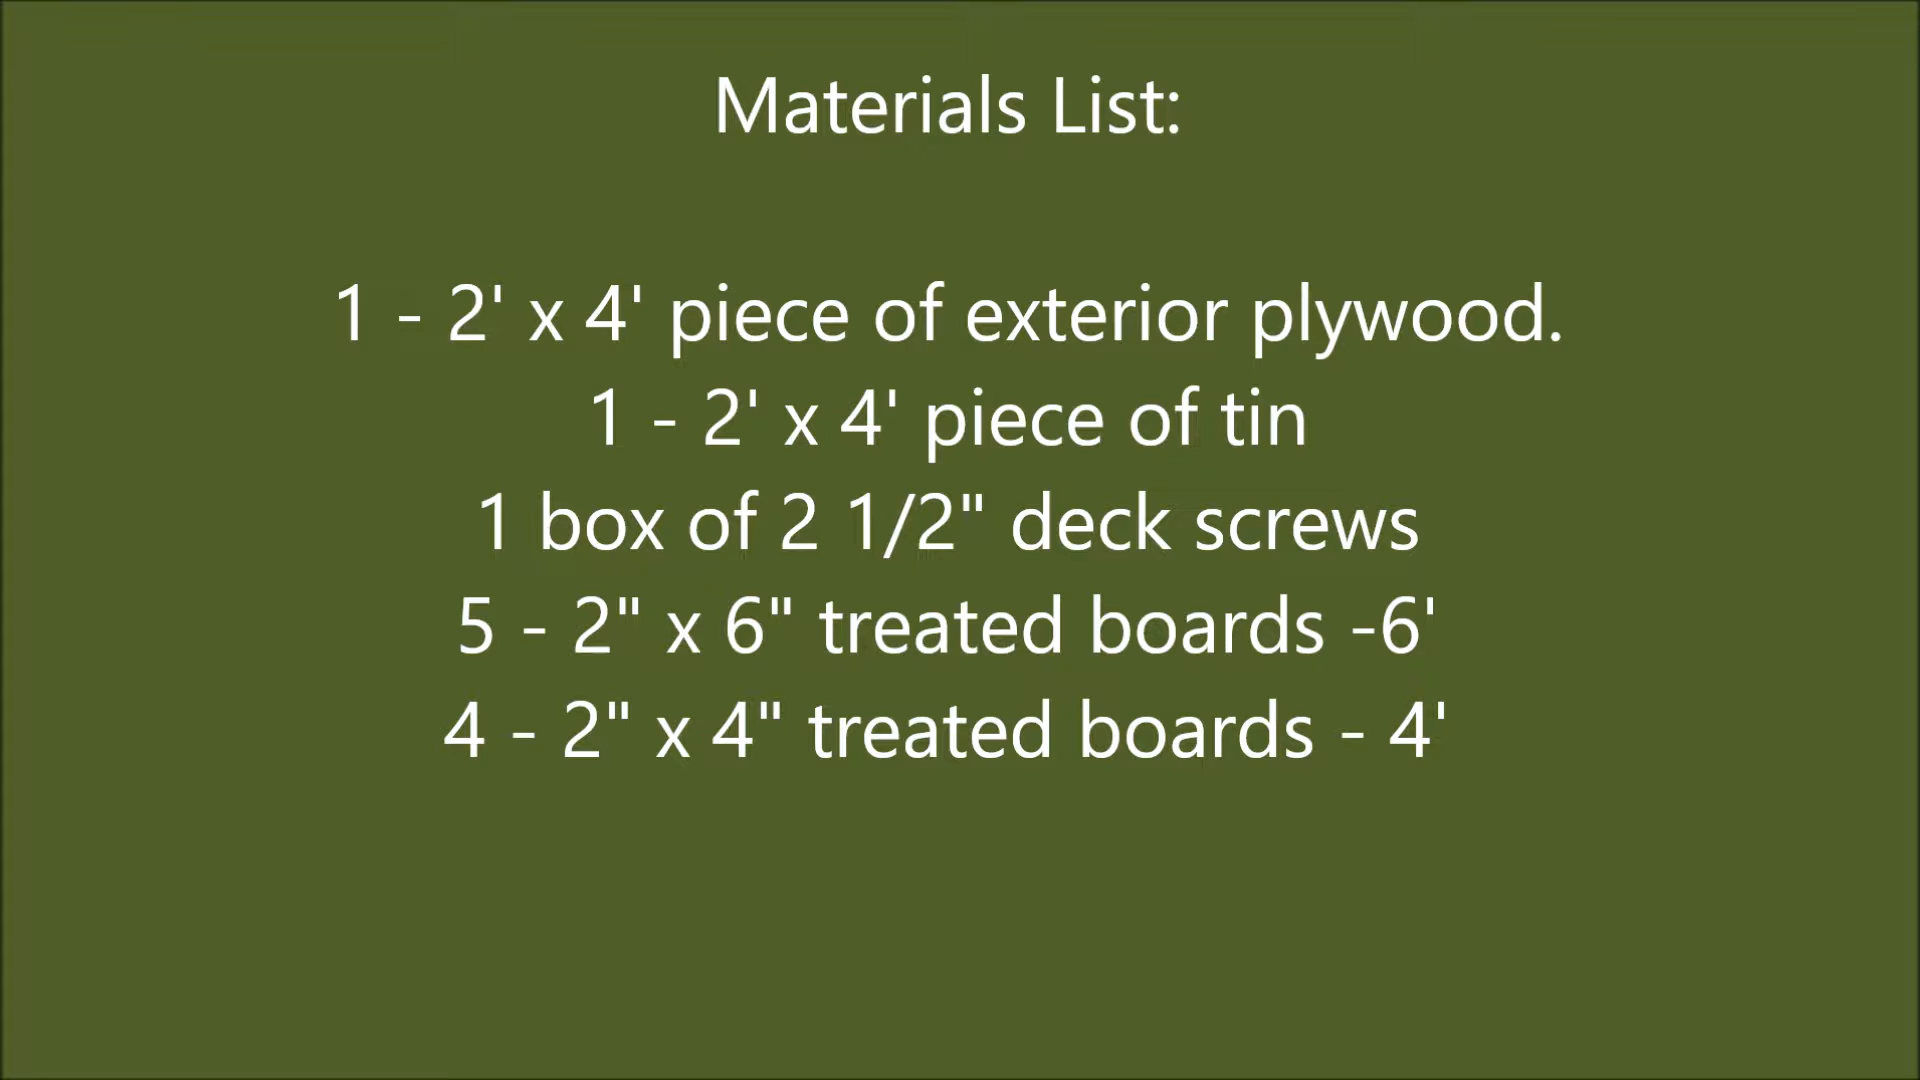 Materials List:
1 - 2' x 4' piece of exterior plywood.
1 - 2' x 4' piece of tin
1 box of 2 1/2" deck screws
5 - 2" x 6" treated boards -6'
4 - 2" x 4" treated boards - 4'